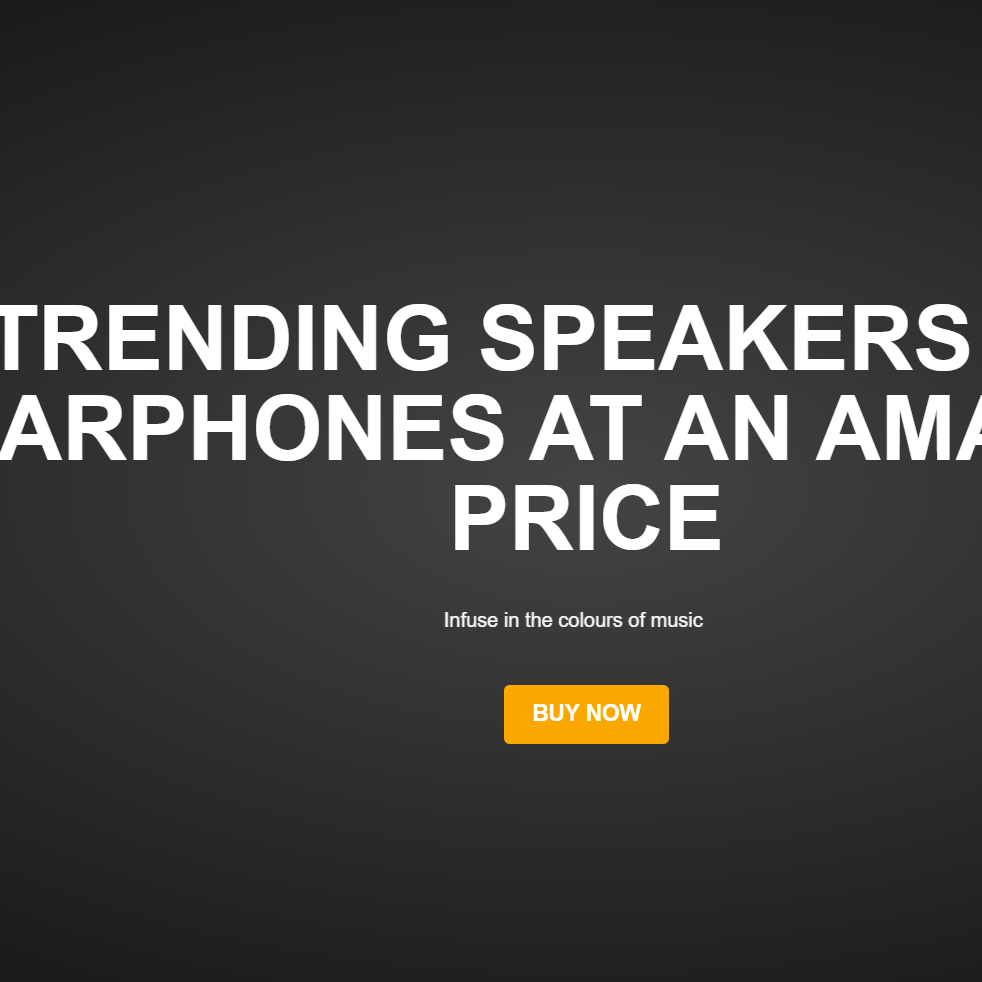 TRENDING SPEAKERS
ARPHONES AT AN AMA
PRICE
Infuse in the colours of music
BUY NOW